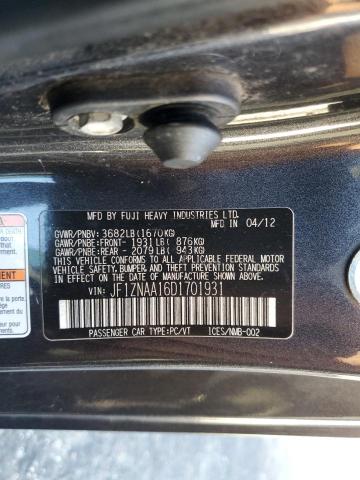 MFD BY FUJI HEAVY INDUSTRIES LTD.
MFD IN 04/12
GVWR/PNBV: 3682LB(1670KG)
GAWR/PNBE:FRONT- 1931LB( 876KG)
GAWR/PNBE:REAR - 2079LB( 943KG)
THIS VEHICLE CONFORMS TO ALL APPLICABLE
FEDERAL MOTOR VEHICLE SAFETY, BUMPER, AND
THEFT PREVENTION STANDARDS IN EFFECT ON
THE DATE OF MANUFACTURE SHOWN ABOVE.
VIN: JF1ZNAA16D1701931
PASSENGER CAR TYPE:PC/VT ICES/NMB-002
DEATH